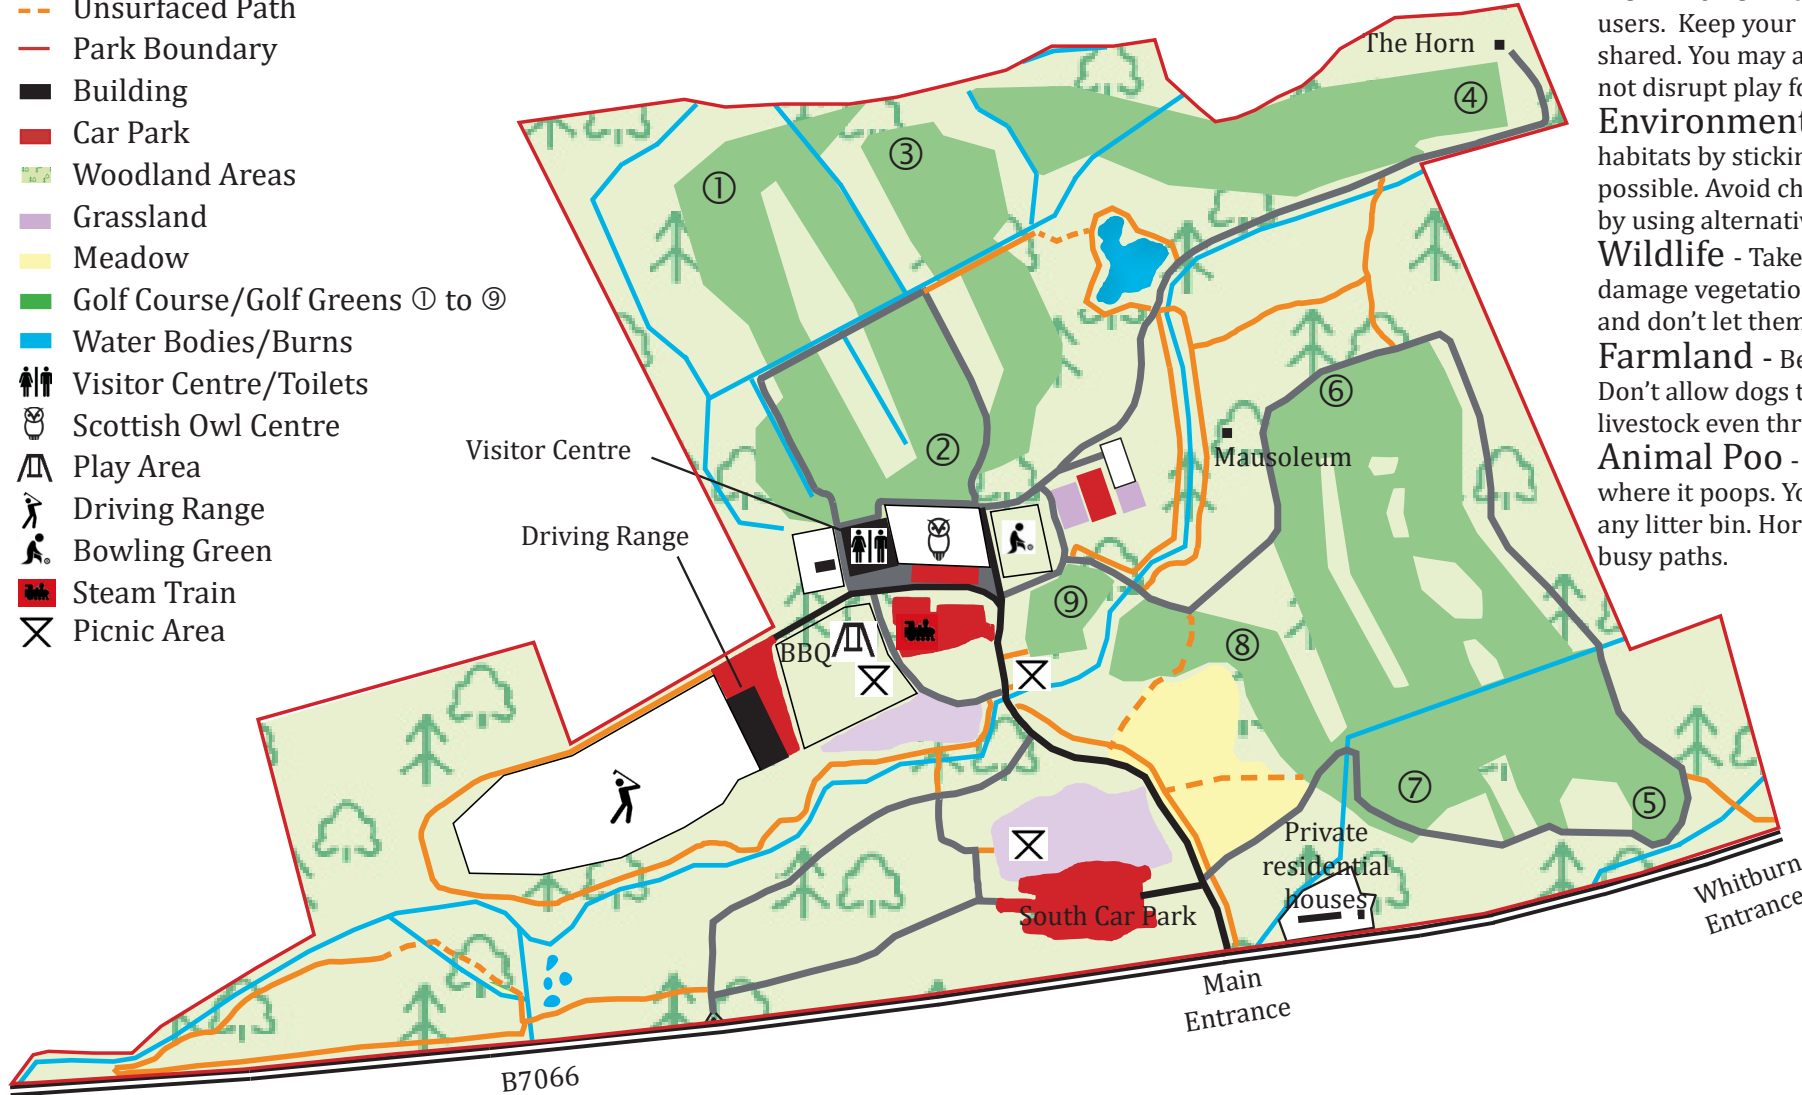 Unsurfaced Path
Park Boundary
Building
Car Park
Woodland Areas
Grassland
Meadow
Golf Course/Golf Greens ① to ⑨
Water Bodies/Burns
Visitor Centre/Toilets
Scottish Owl Centre
Play Area
Driving Range
Bowling Green
Steam Train
Picnic Area
The Horn
①
③
④
⑥
②
Visitor Centre
Driving Range
Mausoleum
BBQ
⑨
⑧
⑦
⑤
Private
residential
houses
South Car Park
Main
Entrance
Whitburn
Entrance
B7066
users. Keep your
shared. You may a
not disrupt play fo
Environment
habitats by stickin
possible. Avoid ch
by using alternativ
Wildlife - Take
damage vegetatio
and don't let them
Farmland - Be
Don't allow dogs t
livestock even thr
Animal Poo -
where it poops. Yo
any litter bin. Hor
busy paths.